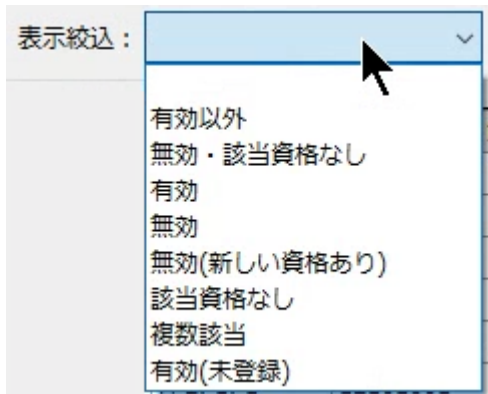 表示絞込：
有効以外
無効・該当資格なし
有効
無効
無効(新しい資格あり)
該当資格なし
複数該当
有効(未登録)